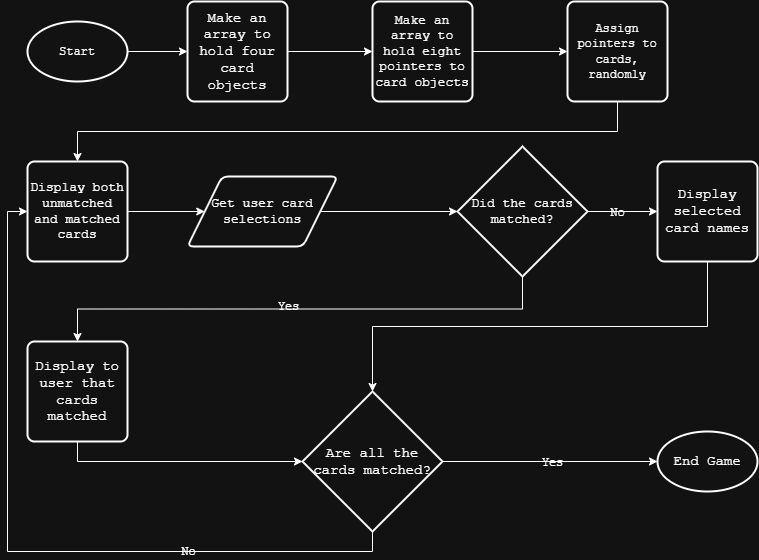 Start
Make an
array to
hold four
card
objects
Make an
array to
hold eight
pointers to
card objects
Assign
pointers to
cards,
randomly
Display both
unmatched
and matched
cards
Get user card
selections
Did the cards
matched?
No
Display
selected
card names
Yes
Display to
user that
cards
matched
Are all the
cards matched?
Yes
End Game
No